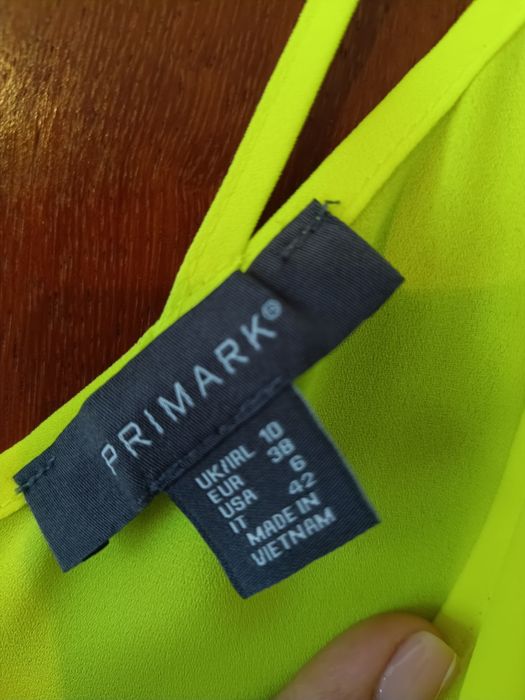 PRIMARK®
UK/IRL 10
EUR 38
USA 6
IT 42
MADE IN
VIETNAM